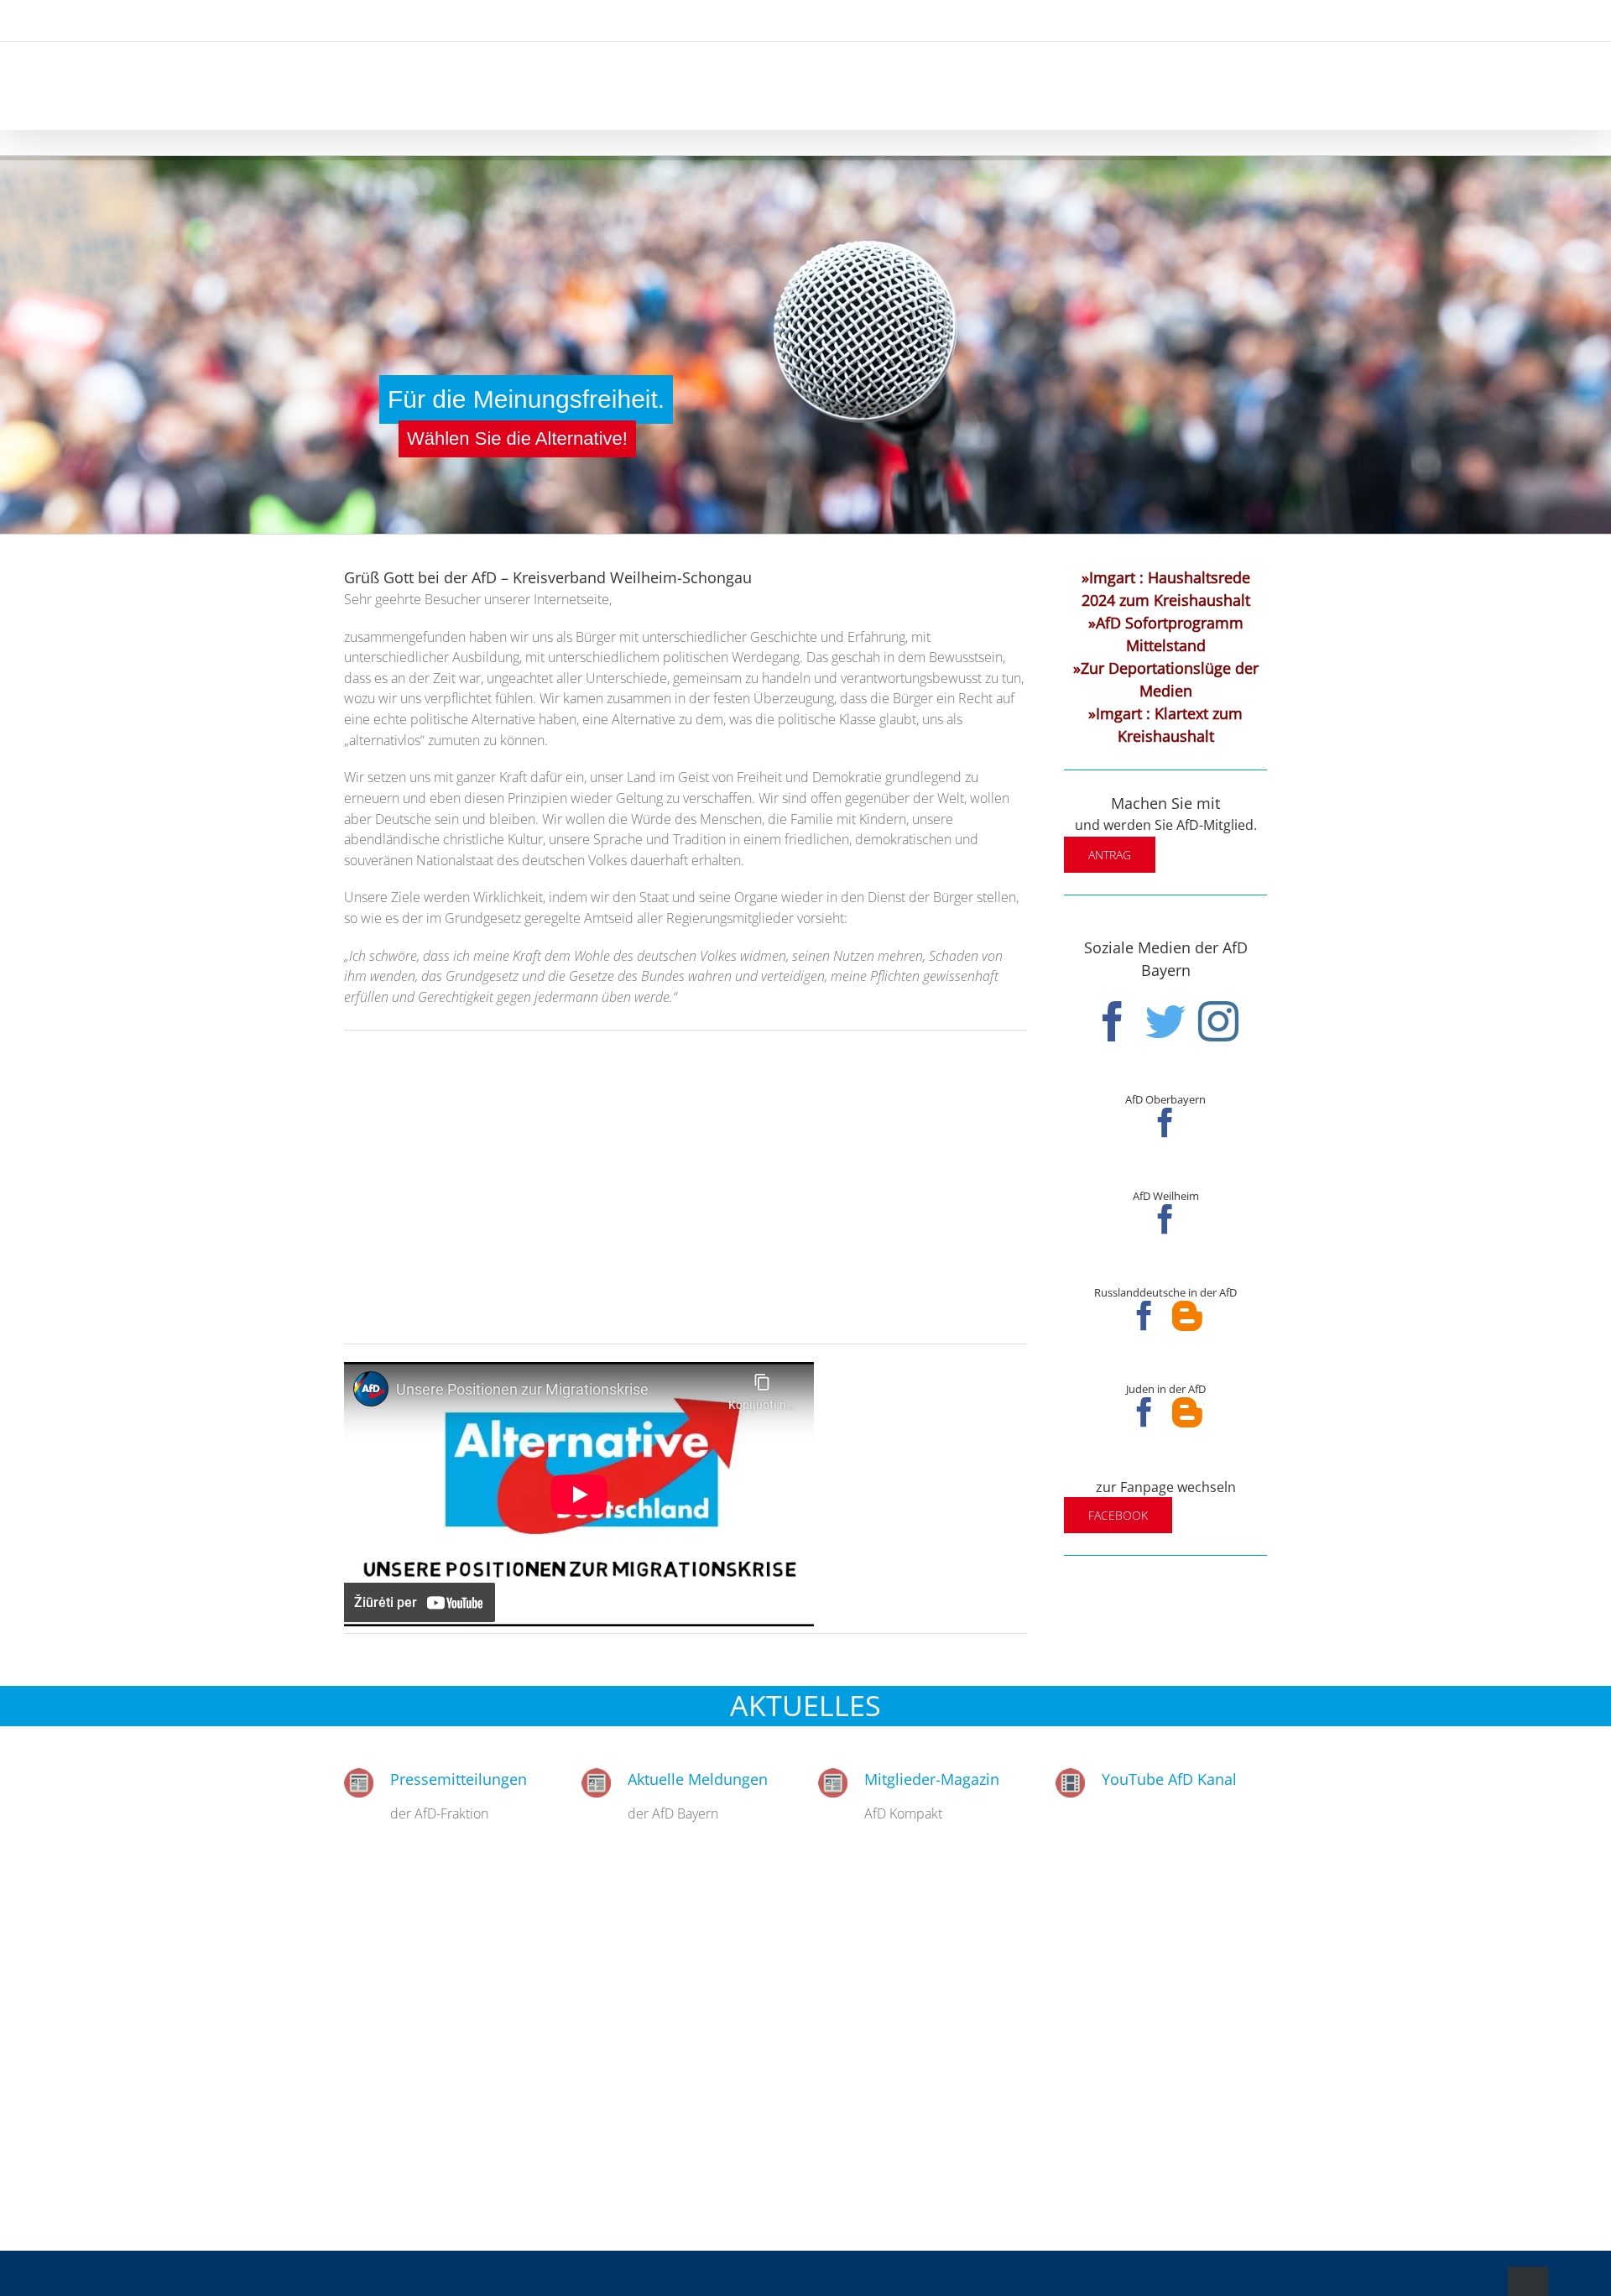 Für die Meinungsfreiheit.
Wählen Sie die Alternative!
Grüß Gott bei der AfD – Kreisverband Weilheim-Schongau
Sehr geehrte Besucher unserer Internetseite,
zusammengefunden haben wir uns als Bürger mit unterschiedlicher Geschichte und Erfahrung, mit
unterschiedlicher Ausbildung, mit unterschiedlichem politischen Werdegang. Das geschah in dem Bewusstsein,
dass es an der Zeit war, ungeachtet aller Unterschiede, gemeinsam zu handeln und verantwortungsbewusst zu tun,
wozu wir uns verpflichtet fühlen. Wir kamen zusammen in der festen Überzeugung, dass die Bürger ein Recht auf
eine echte politische Alternative haben, eine Alternative zu dem, was die politische Klasse glaubt, uns als
„alternativlos“ zumuten zu können.
Wir setzen uns mit ganzer Kraft dafür ein, unser Land im Geist von Freiheit und Demokratie grundlegend zu
erneuern und eben diesen Prinzipien wieder Geltung zu verschaffen. Wir sind offen gegenüber der Welt, wollen
aber Deutsche sein und bleiben. Wir wollen die Würde des Menschen, die Familie mit Kindern, unsere
abendländische christliche Kultur, unsere Sprache und Tradition in einem friedlichen, demokratischen und
souveränen Nationalstaat des deutschen Volkes dauerhaft erhalten.
Unsere Ziele werden Wirklichkeit, indem wir den Staat und seine Organe wieder in den Dienst der Bürger stellen,
so wie es der im Grundgesetz geregelte Amtseid aller Regierungsmitglieder vorsieht:
„Ich schwöre, dass ich meine Kraft dem Wohle des deutschen Volkes widmen, seinen Nutzen mehren, Schaden von
ihm wenden, das Grundgesetz und die Gesetze des Bundes wahren und verteidigen, meine Pflichten gewissenhaft
erfüllen und Gerechtigkeit gegen jedermann üben werde.“
AfD
Unsere Positionen zur Migrationskrise
Kopijuoti n...
Alternative
Deutschland
UNSERE POSITIONEN ZUR MIGRATIONSKRISE
Žiūrėti per YouTube
»Imgart : Haushaltsrede
2024 zum Kreishaushalt
»AfD Sofortprogramm
Mittelstand
»Zur Deportationslüge der
Medien
»Imgart : Klartext zum
Kreishaushalt
Machen Sie mit
und werden Sie AfD-Mitglied.
ANTRAG
Soziale Medien der AfD
Bayern
AfD Oberbayern
AfD Weilheim
Russlanddeutsche in der AfD
Juden in der AfD
zur Fanpage wechseln
FACEBOOK
AKTUELLES
Pressemitteilungen
der AfD-Fraktion
Aktuelle Meldungen
der AfD Bayern
Mitglieder-Magazin
AfD Kompakt
YouTube AfD Kanal